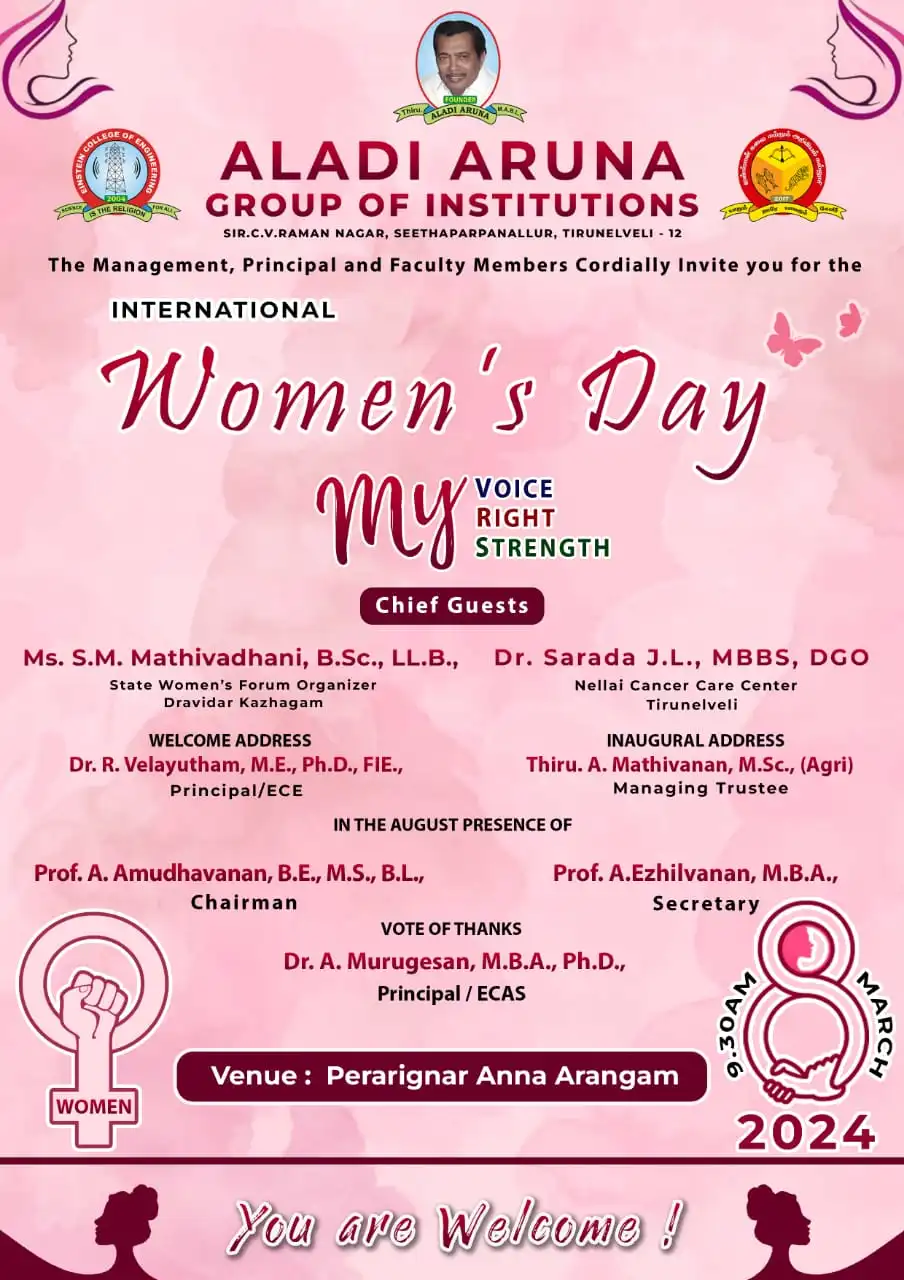 FOUNDER
Thiru. ALADI ARUNA M.A.B.L.
EINSTEIN COLLEGE OF ENGINEERING
2004
SCIENCE IS THE RELIGION FOR ALL
2017
ALADI ARUNA
GROUP OF INSTITUTIONS
SIR.C.V.RAMAN NAGAR, SEETHAPARPANALLUR, TIRUNELVELI - 12
The Management, Principal and Faculty Members Cordially Invite you for the
INTERNATIONAL
Women's Day
My VOICE
RIGHT
STRENGTH
Chief Guests
Ms. S.M. Mathivadhani, B.Sc., LL.B.,
State Women's Forum Organizer
Dravidar Kazhagam
Dr. Sarada J.L., MBBS, DGO
Nellai Cancer Care Center
Tirunelveli
WELCOME ADDRESS
Dr. R. Velayutham, M.E., Ph.D., FIE.,
Principal/ECE
INAUGURAL ADDRESS
Thiru. A. Mathivanan, M.Sc., (Agri)
Managing Trustee
IN THE AUGUST PRESENCE OF
Prof. A. Amudhavanan, B.E., M.S., B.L.,
Chairman
Prof. A.Ezhilvanan, M.B.A.,
Secretary
VOTE OF THANKS
Dr. A. Murugesan, M.B.A., Ph.D.,
Principal / ECAS
WOMEN
Venue : Perarignar Anna Arangam
9.30AM
8
MARCH
2024
You are Welcome !